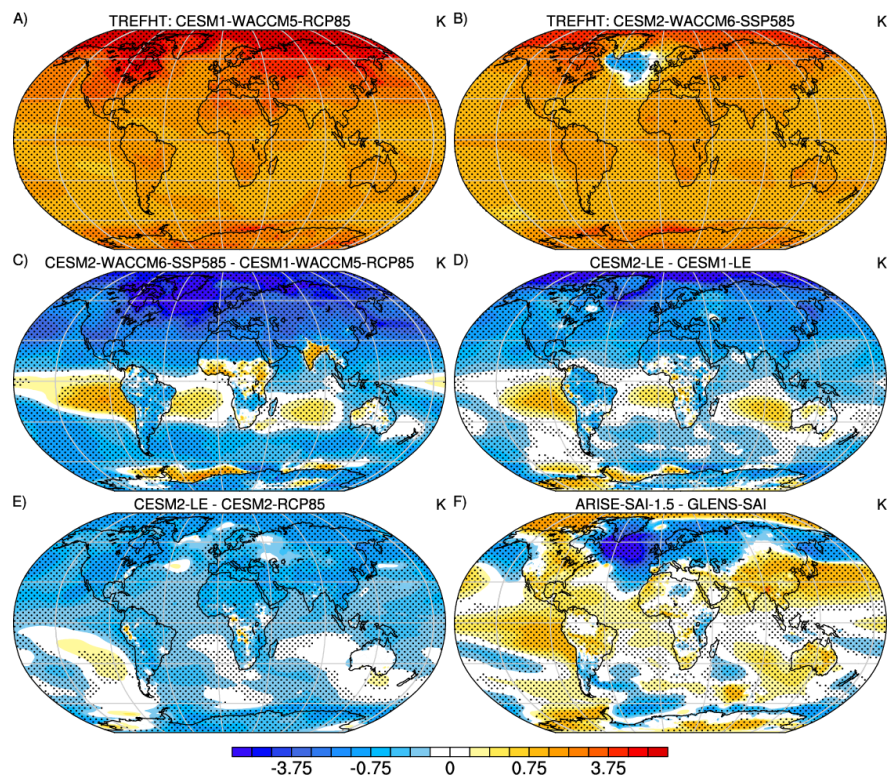 A) TREFHT: CESM1-WACCM5-RCP85 K
B) TREFHT: CESM2-WACCM6-SSP585 K
C) CESM2-WACCM6-SSP585 - CESM1-WACCM5-RCP85 K
D) CESM2-LE - CESM1-LE K
E) CESM2-LE - CESM2-RCP85 K
F) ARISE-SAI-1.5 - GLENS-SAI K
-3.75 -0.75 0 0.75 3.75